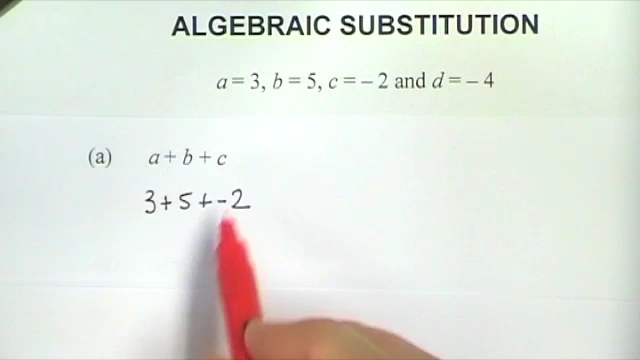 ALGEBRAIC SUBSTITUTION
a = 3, b = 5, c = – 2 and d = – 4
(a) a + b + c
3 + 5 + - 2